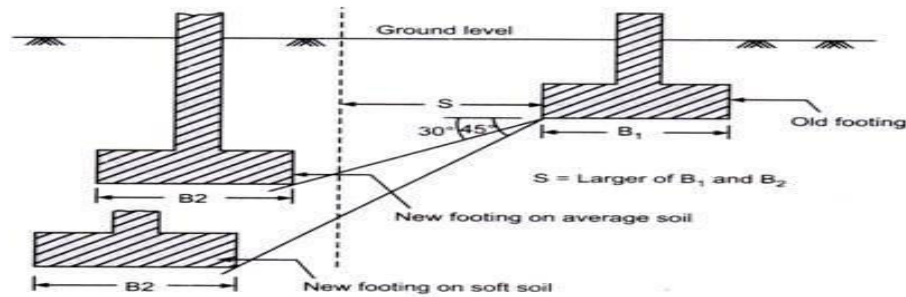 Ground level
S
30° 45°
B1
Old footing
S = Larger of B1 and B2
B2
New footing on average soil
B2
New footing on soft soil